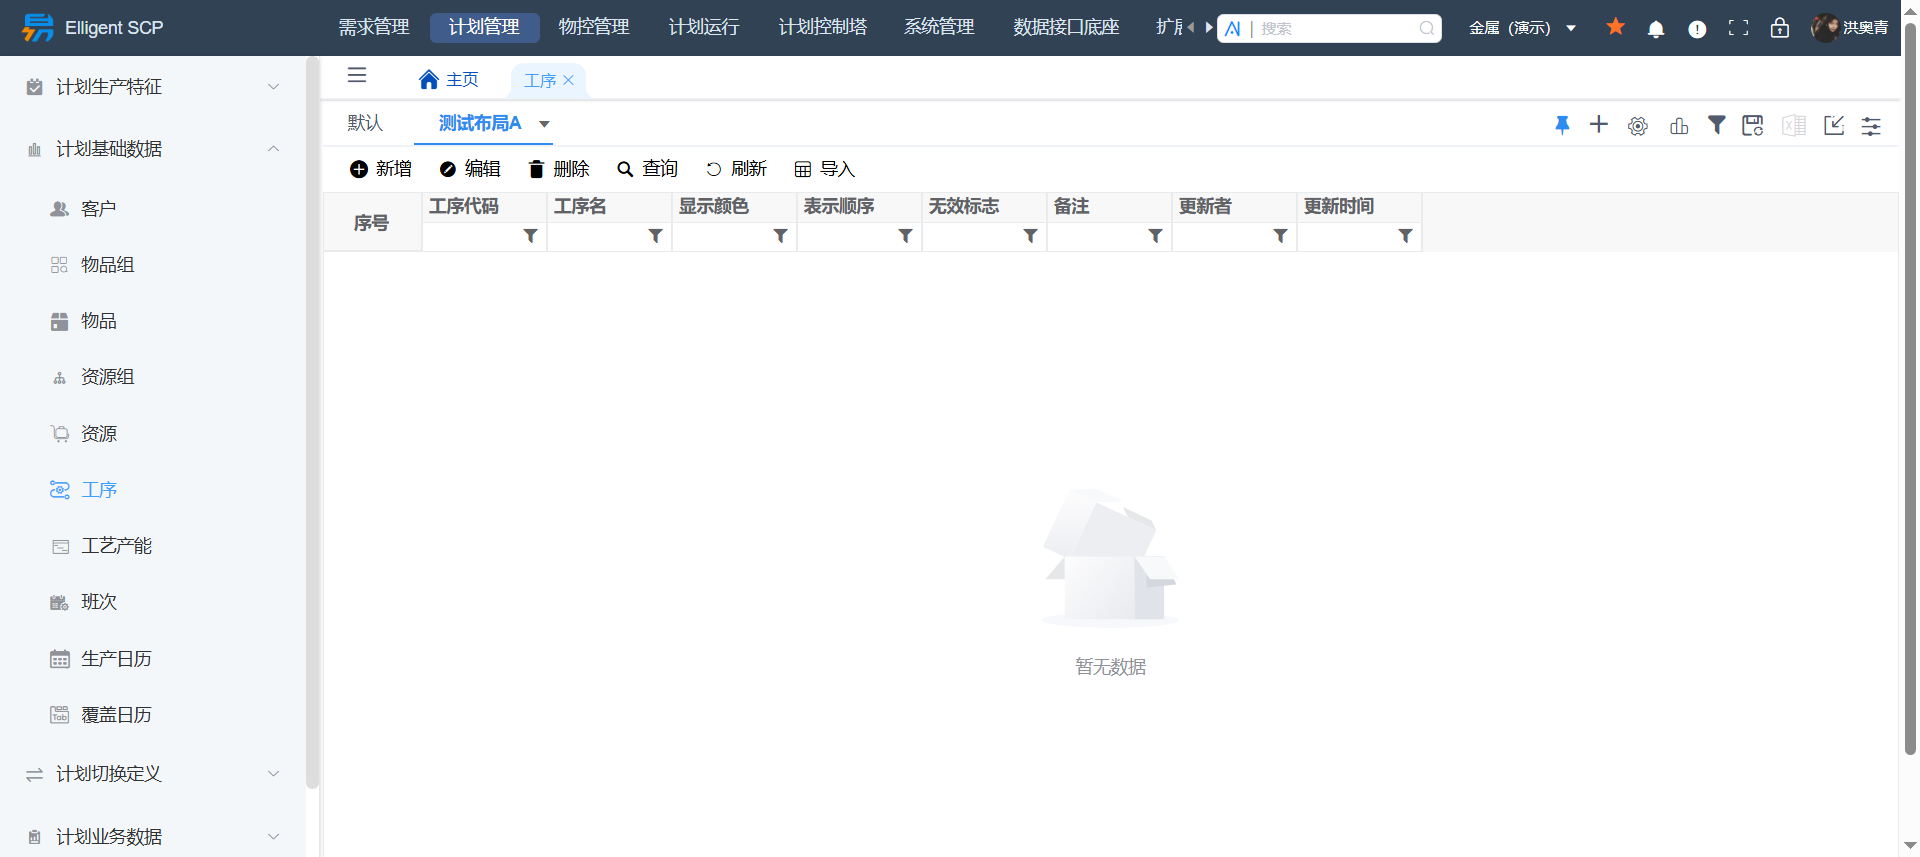 Elligent SCP
需求管理 计划管理 物控管理 计划运行 计划控制塔 系统管理 数据接口底座
搜索
金属（演示）
洪奥青
计划生产特征
计划基础数据
客户
物品组
物品
资源组
资源
工序
工艺产能
班次
生产日历
Tab
覆盖日历
计划切换定义
计划业务数据
主页 工序
默认 测试布局A
新增 编辑 删除 查询 刷新 导入
序号 工序代码 工序名 显示颜色 表示顺序 无效标志 备注 更新者 更新时间
暂无数据